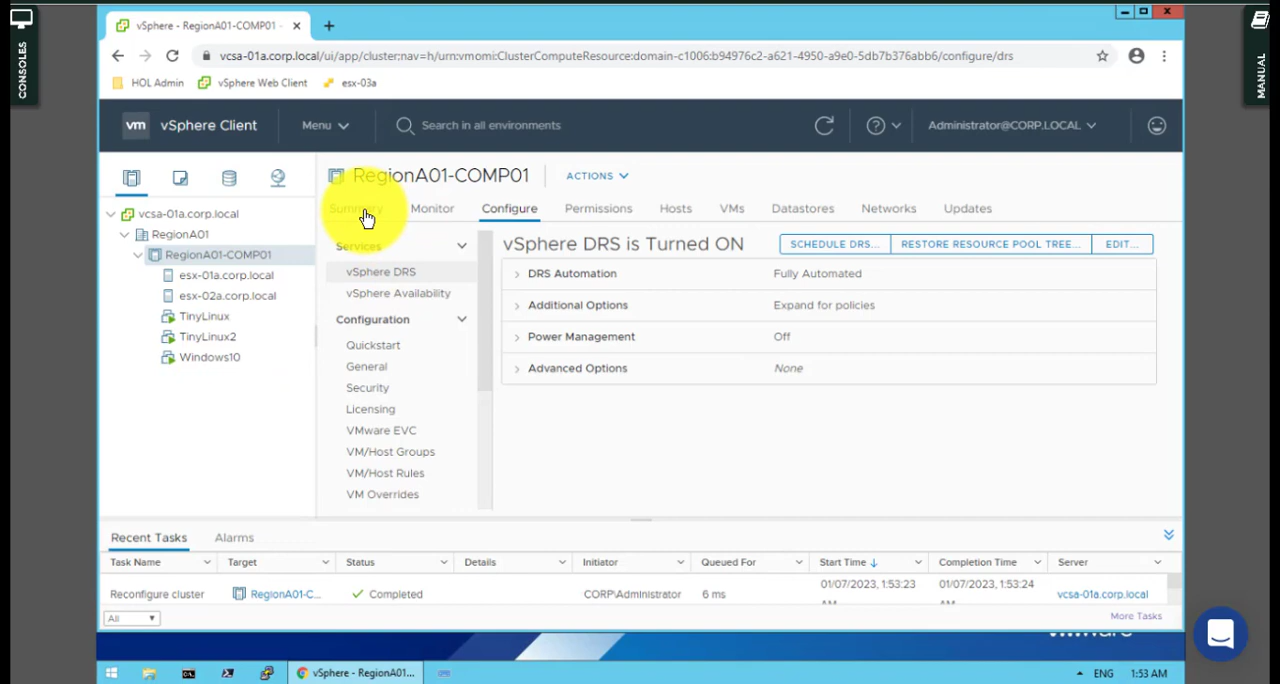 CONSOLES
MANUAL
vSphere - RegionA01-COMP01 -
vcsa-01a.corp.local/ui/app/cluster;nav=h/urn:vmomi:ClusterComputeResource:domain-c1006:b94976c2-a621-4950-a9e0-5db7b376abb6/configure/drs
HOL Admin vSphere Web Client esx-03a
vm vSphere Client Menu Search in all environments Administrator@CORP.LOCAL
RegionA01-COMP01 ACTIONS
Summary Monitor Configure Permissions Hosts VMs Datastores Networks Updates
vcsa-01a.corp.local
RegionA01
RegionA01-COMP01
esx-01a.corp.local
esx-02a.corp.local
TinyLinux
TinyLinux2
Windows10
Services
vSphere DRS
vSphere Availability
Configuration
Quickstart
General
Security
Licensing
VMware EVC
VM/Host Groups
VM/Host Rules
VM Overrides
vSphere DRS is Turned ON SCHEDULE DRS... RESTORE RESOURCE POOL TREE... EDIT...
DRS Automation Fully Automated
Additional Options Expand for policies
Power Management Off
Advanced Options None
Recent Tasks Alarms
Task Name Target Status Details Initiator Queued For Start Time Completion Time Server
Reconfigure cluster RegionA01-C... Completed CORP\Administrator 6 ms 01/07/2023, 1:53:23 AM 01/07/2023, 1:53:24 AM vcsa-01a.corp.local
All More Tasks
vmware
vSphere - RegionA01... ENG 1:53 AM